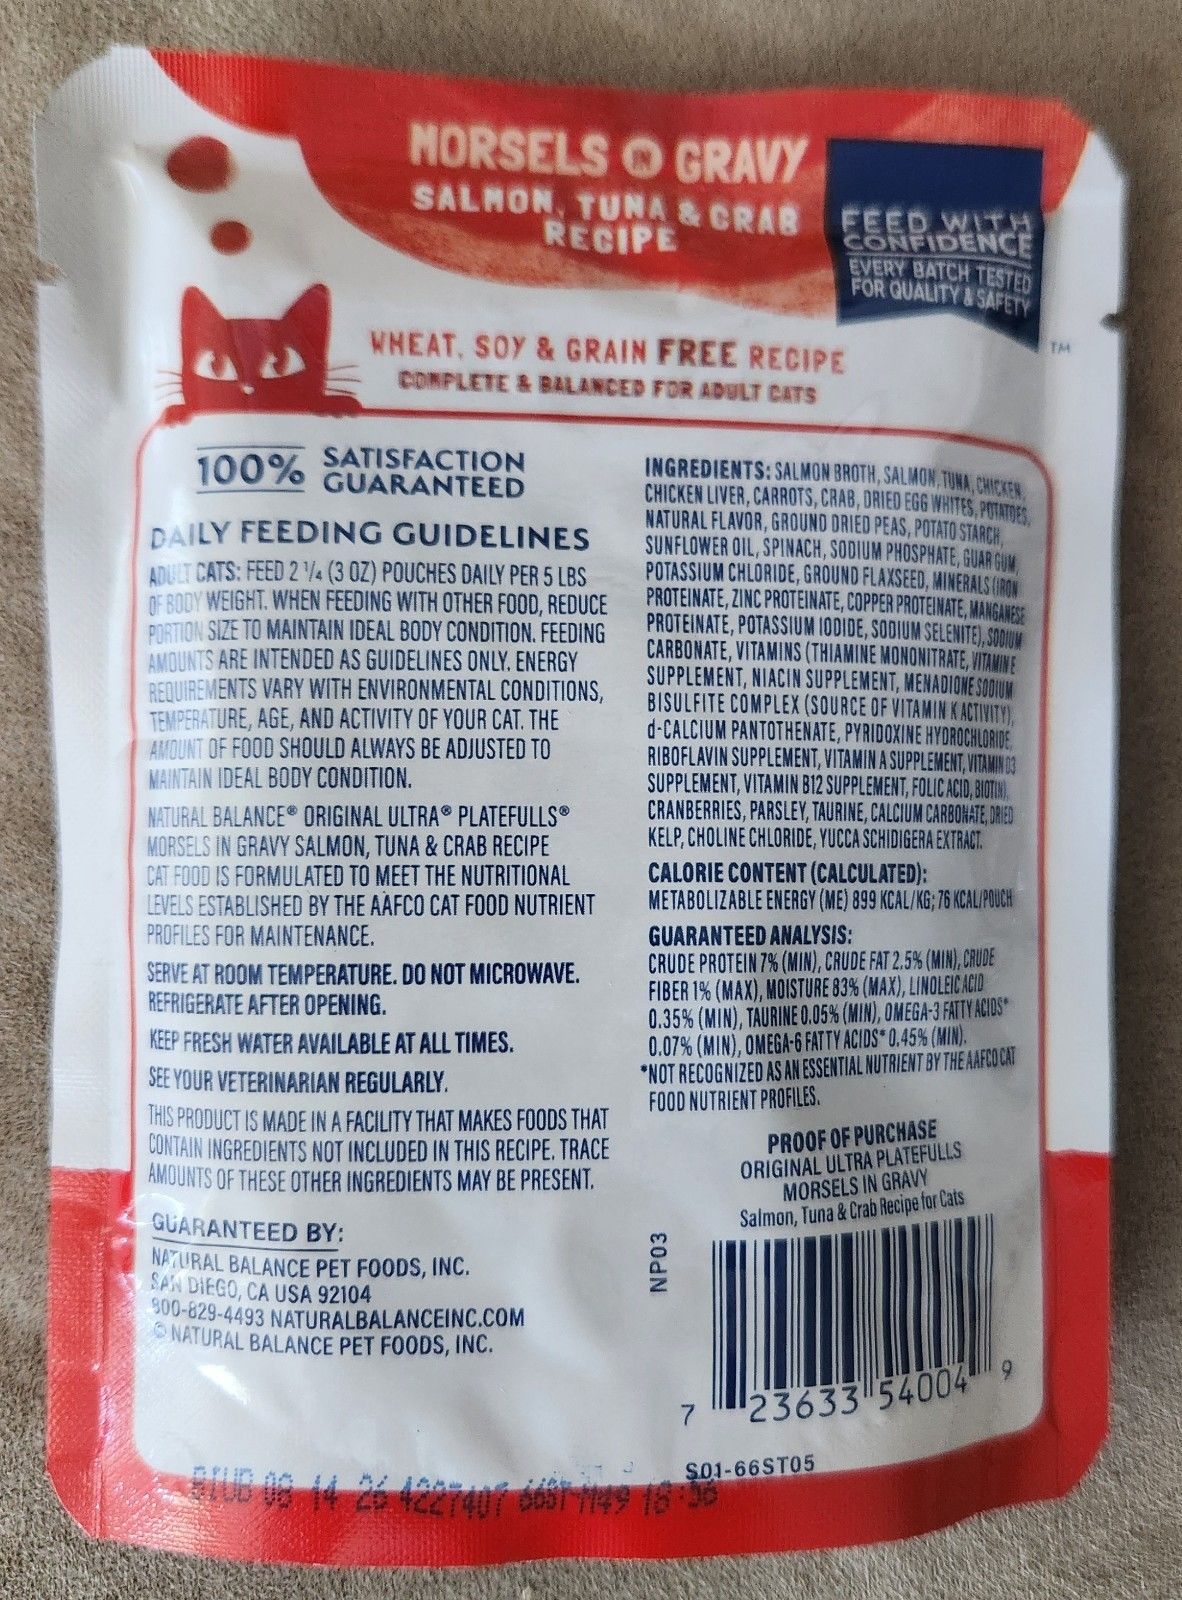 MORSELS IN GRAVY
SALMON, TUNA & CRAB
RECIPE
FEED WITH
CONFIDENCE
EVERY BATCH TESTED
FOR QUALITY & SAFETY
TM
WHEAT, SOY & GRAIN FREE RECIPE
COMPLETE & BALANCED FOR ADULT CATS
100% SATISFACTION
GUARANTEED
DAILY FEEDING GUIDELINES
ADULT CATS: FEED 2 1/4 (3 OZ) POUCHES DAILY PER 5 LBS
OF BODY WEIGHT. WHEN FEEDING WITH OTHER FOOD, REDUCE
PORTION SIZE TO MAINTAIN IDEAL BODY CONDITION. FEEDING
AMOUNTS ARE INTENDED AS GUIDELINES ONLY. ENERGY
REQUIREMENTS VARY WITH ENVIRONMENTAL CONDITIONS,
TEMPERATURE, AGE, AND ACTIVITY OF YOUR CAT. THE
AMOUNT OF FOOD SHOULD ALWAYS BE ADJUSTED TO
MAINTAIN IDEAL BODY CONDITION.
NATURAL BALANCE® ORIGINAL ULTRA® PLATEFULLS®
MORSELS IN GRAVY SALMON, TUNA & CRAB RECIPE
CAT FOOD IS FORMULATED TO MEET THE NUTRITIONAL
LEVELS ESTABLISHED BY THE AAFCO CAT FOOD NUTRIENT
PROFILES FOR MAINTENANCE.
SERVE AT ROOM TEMPERATURE. DO NOT MICROWAVE.
REFRIGERATE AFTER OPENING.
KEEP FRESH WATER AVAILABLE AT ALL TIMES.
SEE YOUR VETERINARIAN REGULARLY.
THIS PRODUCT IS MADE IN A FACILITY THAT MAKES FOODS THAT
CONTAIN INGREDIENTS NOT INCLUDED IN THIS RECIPE. TRACE
AMOUNTS OF THESE OTHER INGREDIENTS MAY BE PRESENT.
GUARANTEED BY:
NATURAL BALANCE PET FOODS, INC.
SAN DIEGO, CA USA 92104
800-829-4493 NATURALBALANCEINC.COM
© NATURAL BALANCE PET FOODS, INC.
INGREDIENTS: SALMON BROTH, SALMON, TUNA, CHICKEN,
CHICKEN LIVER, CARROTS, CRAB, DRIED EGG WHITES, POTATOES,
NATURAL FLAVOR, GROUND DRIED PEAS, POTATO STARCH,
SUNFLOWER OIL, SPINACH, SODIUM PHOSPHATE, GUAR GUM,
POTASSIUM CHLORIDE, GROUND FLAXSEED, MINERALS (IRON
PROTEINATE, ZINC PROTEINATE, COPPER PROTEINATE, MANGANESE
PROTEINATE, POTASSIUM IODIDE, SODIUM SELENITE), SODIUM
CARBONATE, VITAMINS (THIAMINE MONONITRATE, VITAMIN E
SUPPLEMENT, NIACIN SUPPLEMENT, MENADIONE SODIUM
BISULFITE COMPLEX (SOURCE OF VITAMIN K ACTIVITY),
d-CALCIUM PANTOTHENATE, PYRIDOXINE HYDROCHLORIDE,
RIBOFLAVIN SUPPLEMENT, VITAMIN A SUPPLEMENT, VITAMIN D3
SUPPLEMENT, VITAMIN B12 SUPPLEMENT, FOLIC ACID, BIOTIN),
CRANBERRIES, PARSLEY, TAURINE, CALCIUM CARBONATE, DRIED
KELP, CHOLINE CHLORIDE, YUCCA SCHIDIGERA EXTRACT.
CALORIE CONTENT (CALCULATED):
METABOLIZABLE ENERGY (ME) 899 KCAL/KG; 76 KCAL/POUCH
GUARANTEED ANALYSIS:
CRUDE PROTEIN 7% (MIN), CRUDE FAT 2.5% (MIN), CRUDE
FIBER 1% (MAX), MOISTURE 83% (MAX), LINOLEIC ACID
0.35% (MIN), TAURINE 0.05% (MIN), OMEGA-3 FATTY ACIDS*
0.07% (MIN), OMEGA-6 FATTY ACIDS* 0.45% (MIN).
*NOT RECOGNIZED AS AN ESSENTIAL NUTRIENT BY THE AAFCO CAT
FOOD NUTRIENT PROFILES.
PROOF OF PURCHASE
ORIGINAL ULTRA PLATEFULLS
MORSELS IN GRAVY
Salmon, Tuna & Crab Recipe for Cats
NP03
7 23633 54004 9
S01-66ST05
BIUB 08 14 26 4227407 66ST 1149 18:56